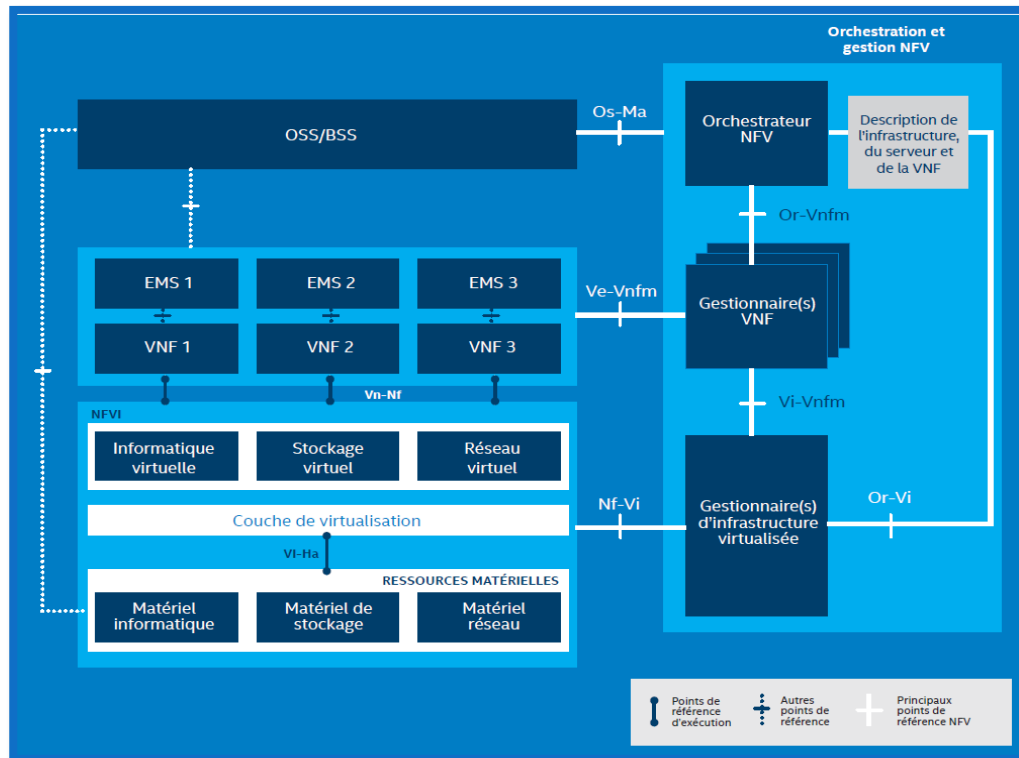 Orchestration et
gestion NFV
OSS/BSS
Os-Ma
Orchestrateur
NFV
Description de
l'infrastructure,
du serveur et
de la VNF
Or-Vnfm
EMS 1
EMS 2
EMS 3
Ve-Vnfm
Gestionnaire(s)
VNF
VNF 1
VNF 2
VNF 3
Vn-Nf
Vi-Vnfm
NFVI
Informatique
virtuelle
Stockage
virtuel
Réseau
virtuel
Couche de virtualisation
Nf-Vi
Gestionnaire(s)
d'infrastructure
virtualisée
Or-Vi
VI-Ha
RESSOURCES MATÉRIELLES
Matériel
informatique
Matériel de
stockage
Matériel
réseau
Points de
référence
d'exécution
Autres
points de
référence
Principaux
points de
référence NFV